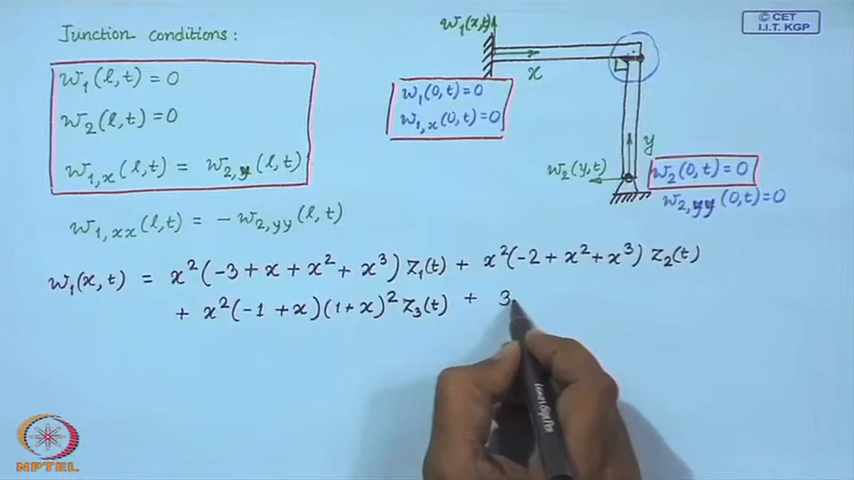 Junction conditions:
w₁(l,t) = 0
w₂(l,t) = 0
w₁,ₓ(l,t) = w₂,y(l,t)
w₁,ₓₓ(l,t) = -w₂,yy(l,t)
w₁(x,t)
x
w₁(0,t)=0
w₁,ₓ(0,t)=0
y
w₂(y,t)
w₂(0,t)=0
w₂,yy(0,t)=0
© CET
I.I.T. KGP
w₁(x,t) = x²(-3+x+x²+x³) z₁(t) + x²(-2+x²+x³) z₂(t)
+ x²(-1+x)(1+x)² z₃(t) + 3
NPTEL